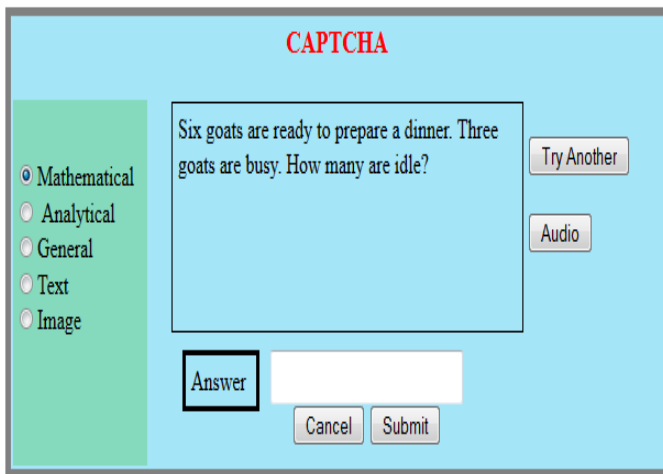 CAPTCHA
Mathematical
Analytical
General
Text
Image
Six goats are ready to prepare a dinner. Three
goats are busy. How many are idle?
Try Another
Audio
Answer
Cancel Submit